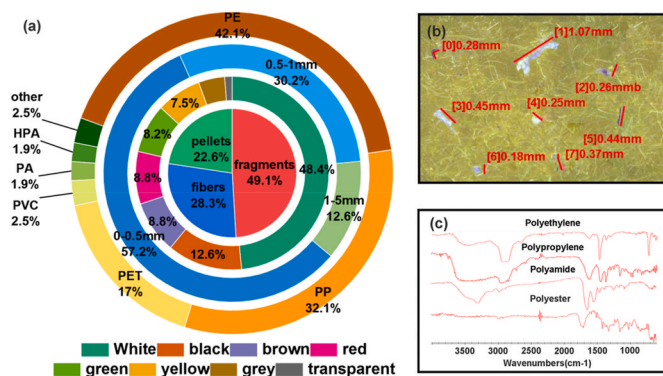 (a)
PE
42.1%
0.5-1mm
30.2%
other
2.5%
HPA
1.9%
PA
1.9%
PVC
2.5%
7.5%
8.2%
8.8%
8.8%
12.6%
48.4%
pellets
22.6%
fragments
49.1%
fibers
28.3%
1-5mm
12.6%
0-0.5mm
57.2%
PET
17%
PP
32.1%
White black brown red
green yellow grey transparent
(b)
[0]0.28mm
[1]1.07mm
[2]0.26mmb
[3]0.45mm
[4]0.25mm
[5]0.44mm
[6]0.18mm
[7]0.37mm
(c)
Polyethylene
Polypropylene
Polyamide
Polyester
4000 3000 2000 1000
Wavenumbers(cm-1)